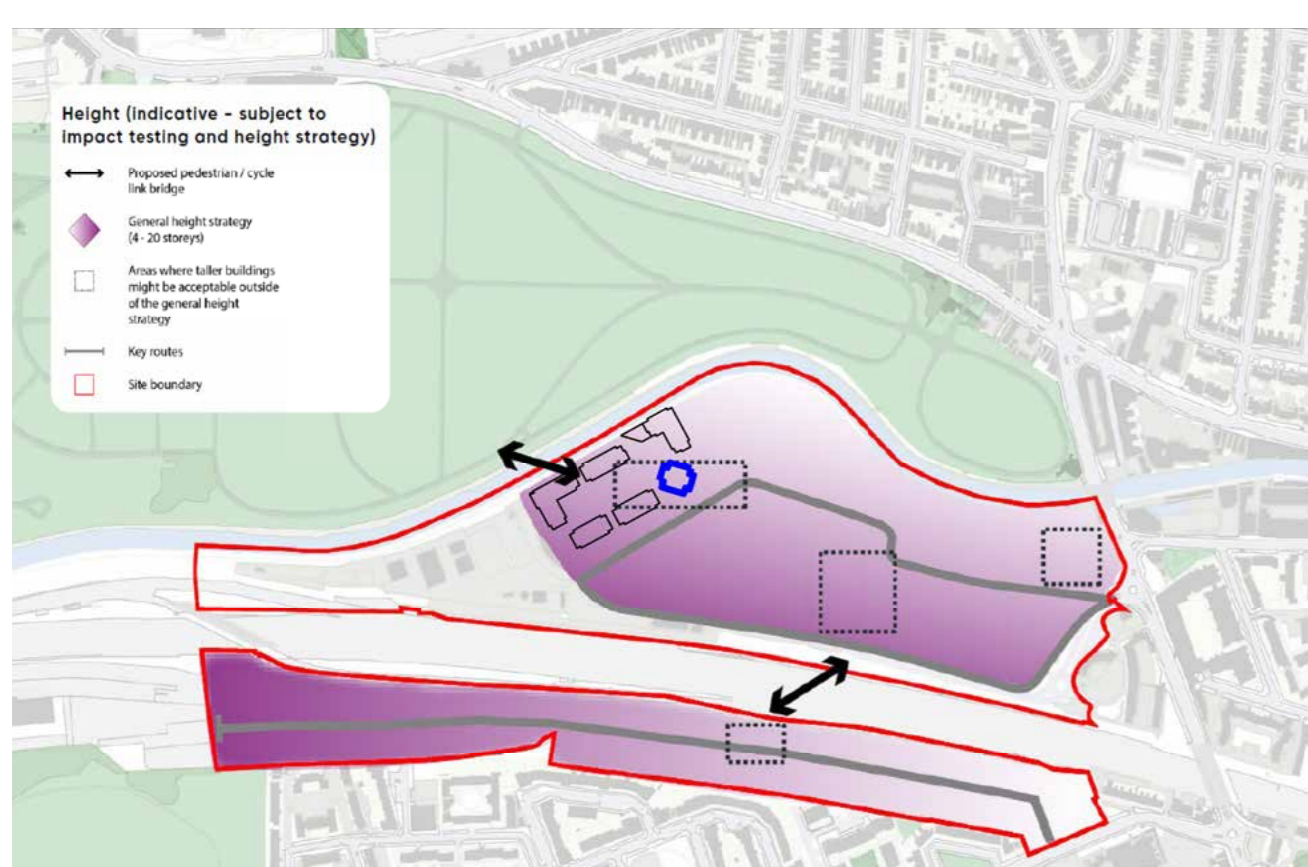 Height (indicative - subject to
impact testing and height strategy)
Proposed pedestrian / cycle
link bridge
General height strategy
(4 - 20 storeys)
Areas where taller buildings
might be acceptable outside
of the general height
strategy
Key routes
Site boundary